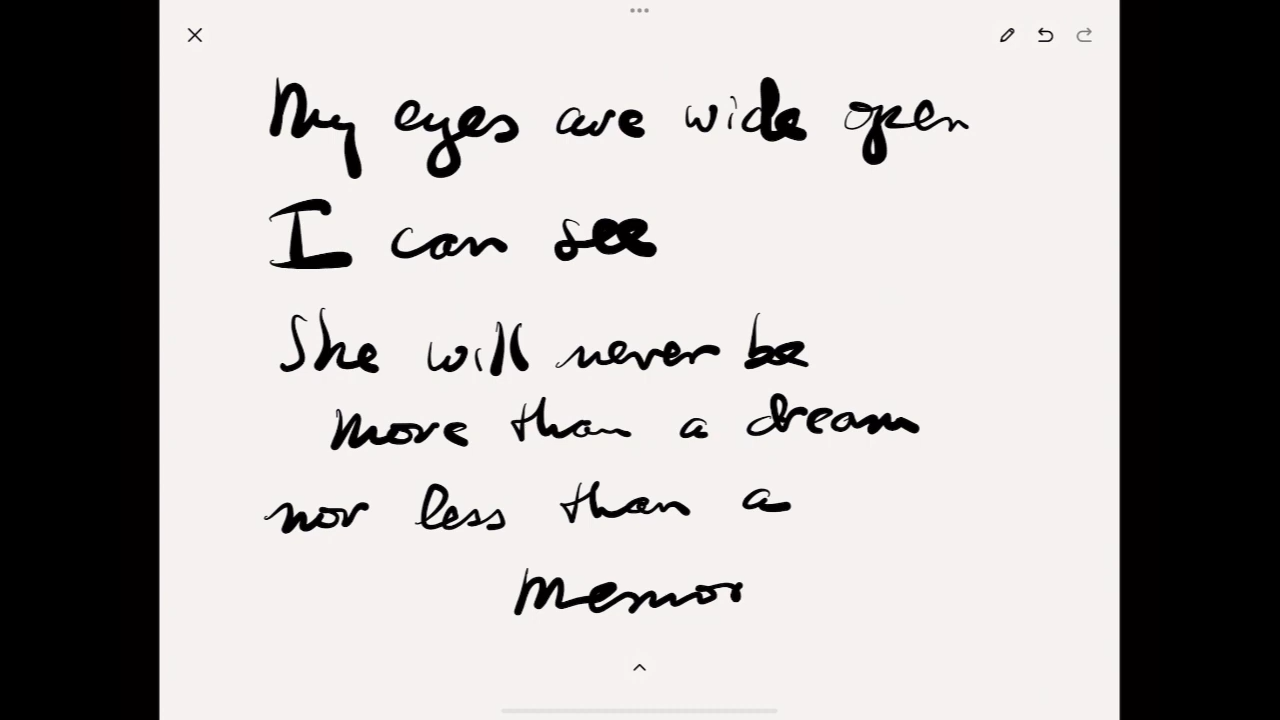 My eyes are wide open
I can see
She will never be
more than a dream
nor less than a
Memor